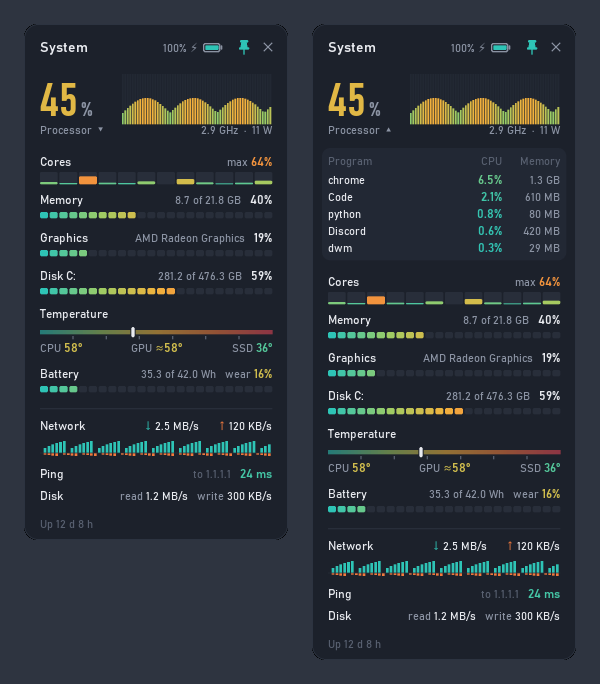 System 100%
45%
Processor ▾ 2.9 GHz · 11 W
Cores max 64%
Memory 8.7 of 21.8 GB 40%
Graphics AMD Radeon Graphics 19%
Disk C: 281.2 of 476.3 GB 59%
Temperature
CPU 58° GPU ≈58° SSD 36°
Battery 35.3 of 42.0 Wh wear 16%
Network ↓ 2.5 MB/s ↑ 120 KB/s
Ping to 1.1.1.1 24 ms
Disk read 1.2 MB/s write 300 KB/s
Up 12 d 8 h
System 100%
45%
Processor ▴ 2.9 GHz · 11 W
Program CPU Memory
chrome 6.5% 1.3 GB
Code 2.1% 610 MB
python 0.8% 80 MB
Discord 0.6% 420 MB
dwm 0.3% 29 MB
Cores max 64%
Memory 8.7 of 21.8 GB 40%
Graphics AMD Radeon Graphics 19%
Disk C: 281.2 of 476.3 GB 59%
Temperature
CPU 58° GPU ≈58° SSD 36°
Battery 35.3 of 42.0 Wh wear 16%
Network ↓ 2.5 MB/s ↑ 120 KB/s
Ping to 1.1.1.1 24 ms
Disk read 1.2 MB/s write 300 KB/s
Up 12 d 8 h